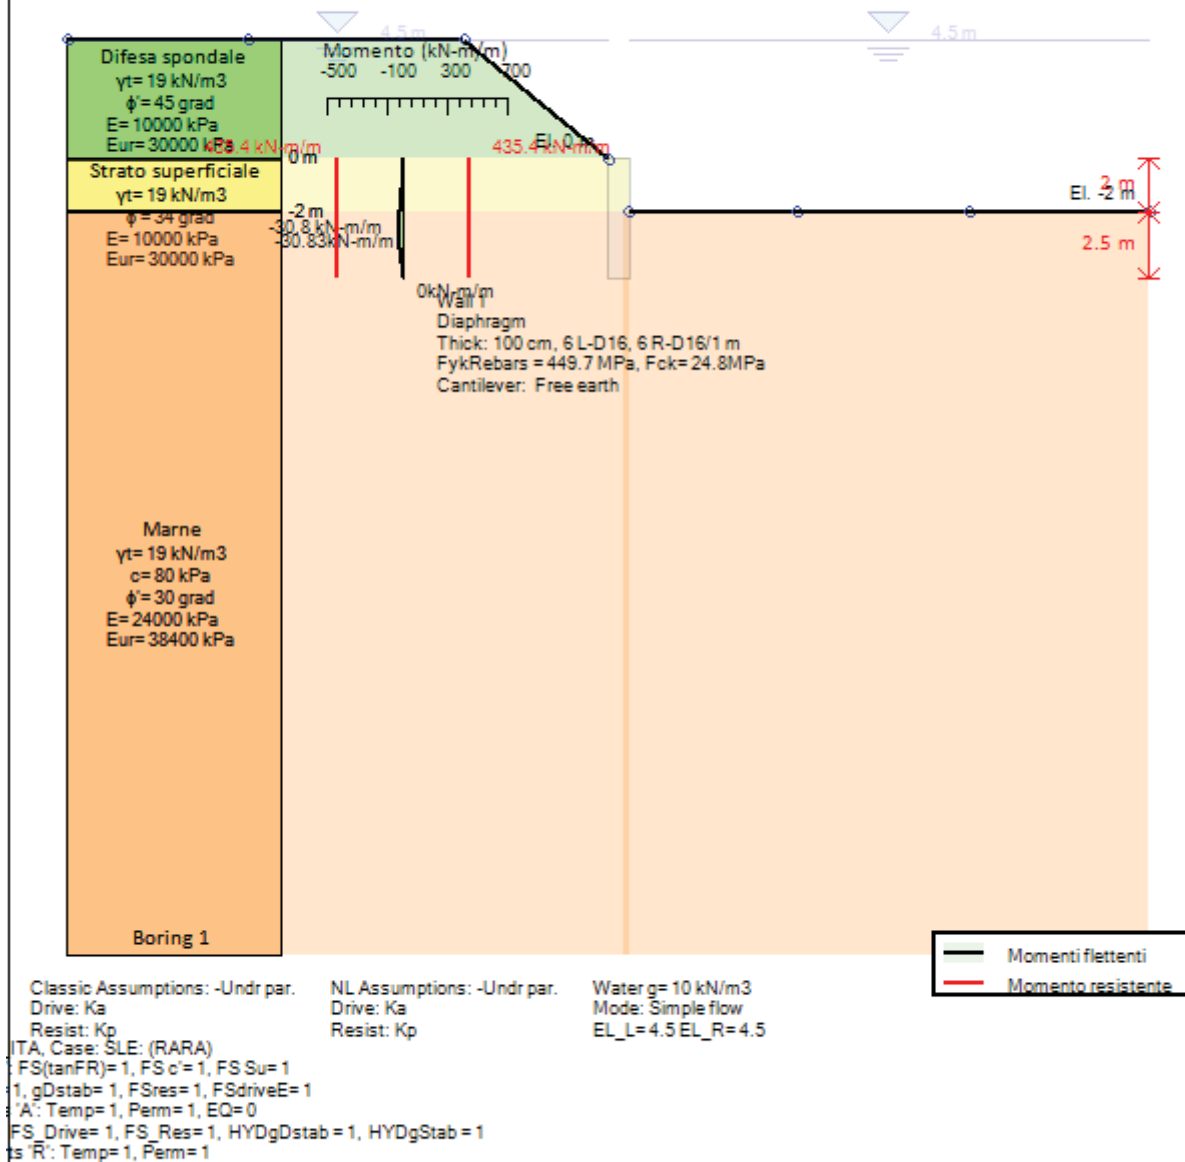 4.5 m
4.5 m
Difesa spondale
γt= 19 kN/m3
ϕ'= 45 grad
E= 10000 kPa
Eur= 30000 kPa
Momento (kN-m/m)
-500 -100 300 700
El. 0 m
435.4 kN-m/m
435.4 kN-m/m
0 m
Strato superficiale
γt= 19 kN/m3
ϕ'= 34 grad
E= 10000 kPa
Eur= 30000 kPa
-2 m
-30.8 kN-m/m
-30.83kN-m/m
2 m
El. -2 m
2.5 m
0kN-m/m
Wall 1
Diaphragm
Thick: 100 cm, 6 L-D16, 6 R-D16/1 m
FykRebars = 449.7 MPa, Fck= 24.8MPa
Cantilever: Free earth
Marne
γt= 19 kN/m3
c= 80 kPa
ϕ'= 30 grad
E= 24000 kPa
Eur= 38400 kPa
Boring 1
Momenti flettenti
Momento resistente
Classic Assumptions: -Undr par.
Drive: Ka
Resist: Kp
NL Assumptions: -Undr par.
Drive: Ka
Resist: Kp
Water g= 10 kN/m3
Mode: Simple flow
EL_L= 4.5 EL_R= 4.5
ITA, Case: SLE: (RARA)
: FS(tanFR)= 1, FS c'= 1, FS Su= 1
=1, gDstab= 1, FSres= 1, FSdriveE= 1
'A': Temp= 1, Perm= 1, EQ= 0
FS_Drive= 1, FS_Res= 1, HYDgDstab = 1, HYDgStab = 1
ts 'R': Temp= 1, Perm= 1